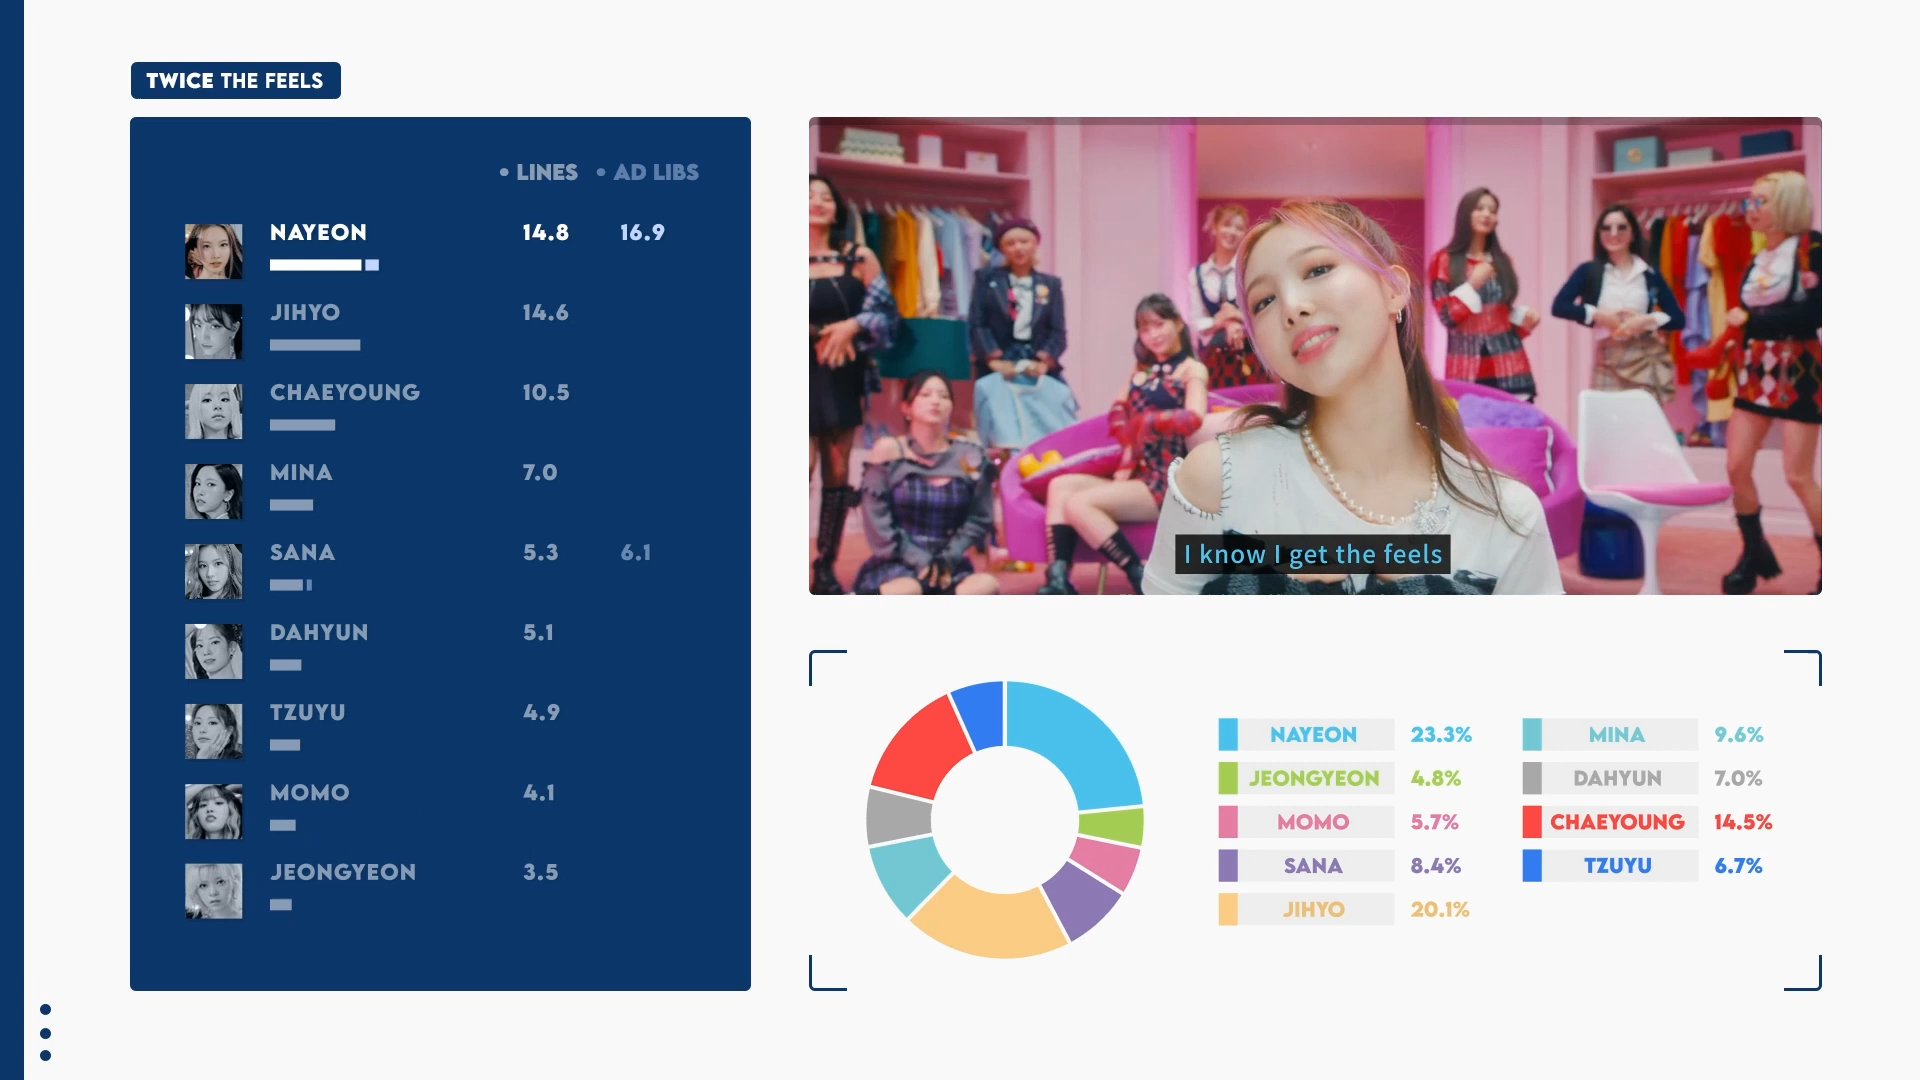 TWICE THE FEELS
• LINES • AD LIBS
NAYEON 14.8 16.9
JIHYO 14.6
CHAEYOUNG 10.5
MINA 7.0
SANA 5.3 6.1
DAHYUN 5.1
TZUYU 4.9
MOMO 4.1
JEONGYEON 3.5
I know I get the feels
NAYEON 23.3%
JEONGYEON 4.8%
MOMO 5.7%
SANA 8.4%
JIHYO 20.1%
MINA 9.6%
DAHYUN 7.0%
CHAEYOUNG 14.5%
TZUYU 6.7%